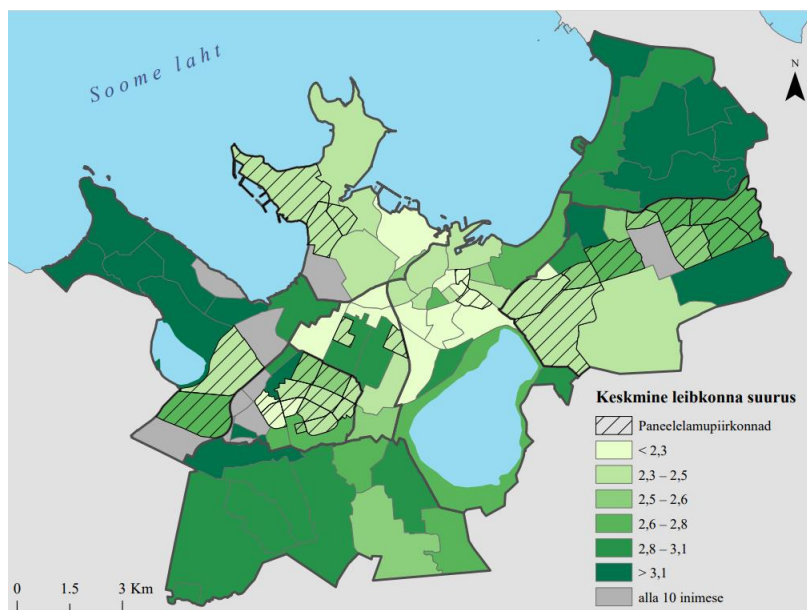 Soome laht
N
Keskmine leibkonna suurus
Paneelelamupiirkonnad
< 2,3
2,3 – 2,5
2,5 – 2,6
2,6 – 2,8
2,8 – 3,1
> 3,1
alla 10 inimese
0 1.5 3 Km